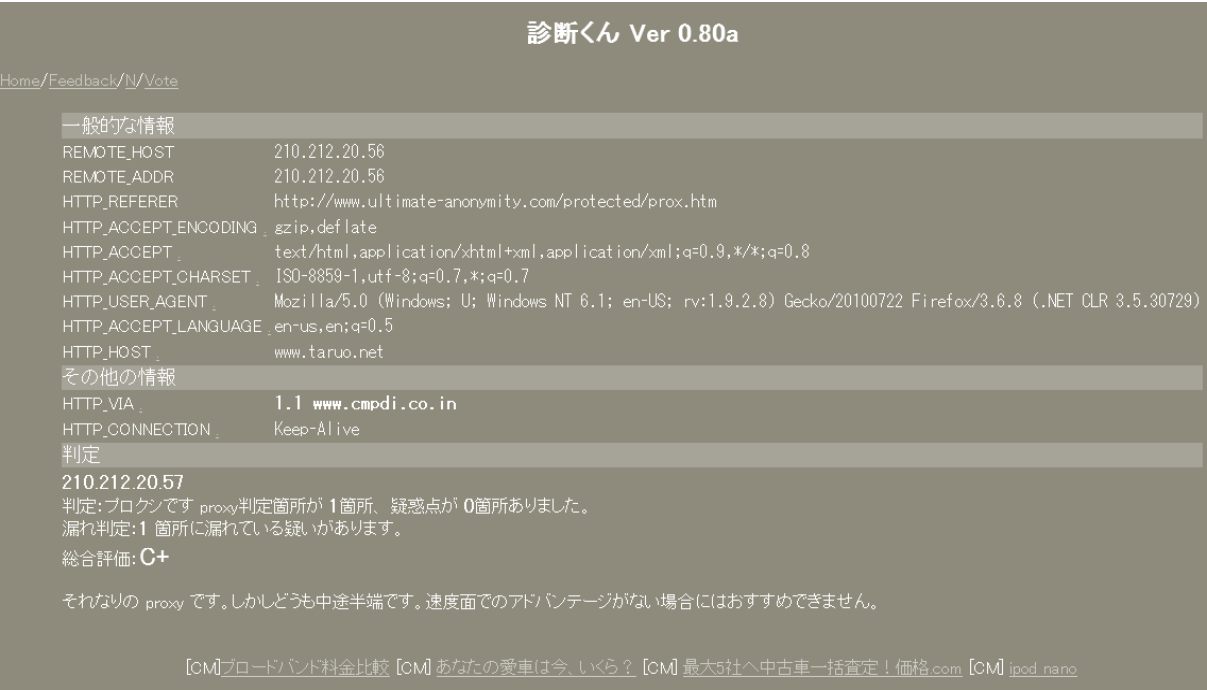 診断くん Ver 0.80a
Home/Feedback/N/Vote
一般的な情報
REMOTE_HOST 210.212.20.56
REMOTE_ADDR 210.212.20.56
HTTP_REFERER http://www.ultimate-anonymity.com/protected/prox.htm
HTTP_ACCEPT_ENCODING . gzip,deflate
HTTP_ACCEPT . text/html,application/xhtml+xml,application/xml;q=0.9,*/*;q=0.8
HTTP_ACCEPT_CHARSET . ISO-8859-1,utf-8;q=0.7,*;q=0.7
HTTP_USER_AGENT . Mozilla/5.0 (Windows; U; Windows NT 6.1; en-US; rv:1.9.2.8) Gecko/20100722 Firefox/3.6.8 (.NET CLR 3.5.30729)
HTTP_ACCEPT_LANGUAGE . en-us,en;q=0.5
HTTP_HOST . www.taruo.net
その他の情報
HTTP_VIA . 1.1 www.cmpdi.co.in
HTTP_CONNECTION . Keep-Alive
判定
210.212.20.57
判定:プロクシです proxy判定箇所が 1箇所、疑惑点が 0箇所ありました。
漏れ判定:1 箇所に漏れている疑いがあります。
総合評価: C+
それなりの proxy です。しかしどうも中途半端です。速度面でのアドバンテージがない場合にはおすすめできません。
[CM]ブロードバンド料金比較 [CM] あなたの愛車は今、いくら？ [CM] 最大5社へ中古車一括査定！価格.com [CM] ipod nano